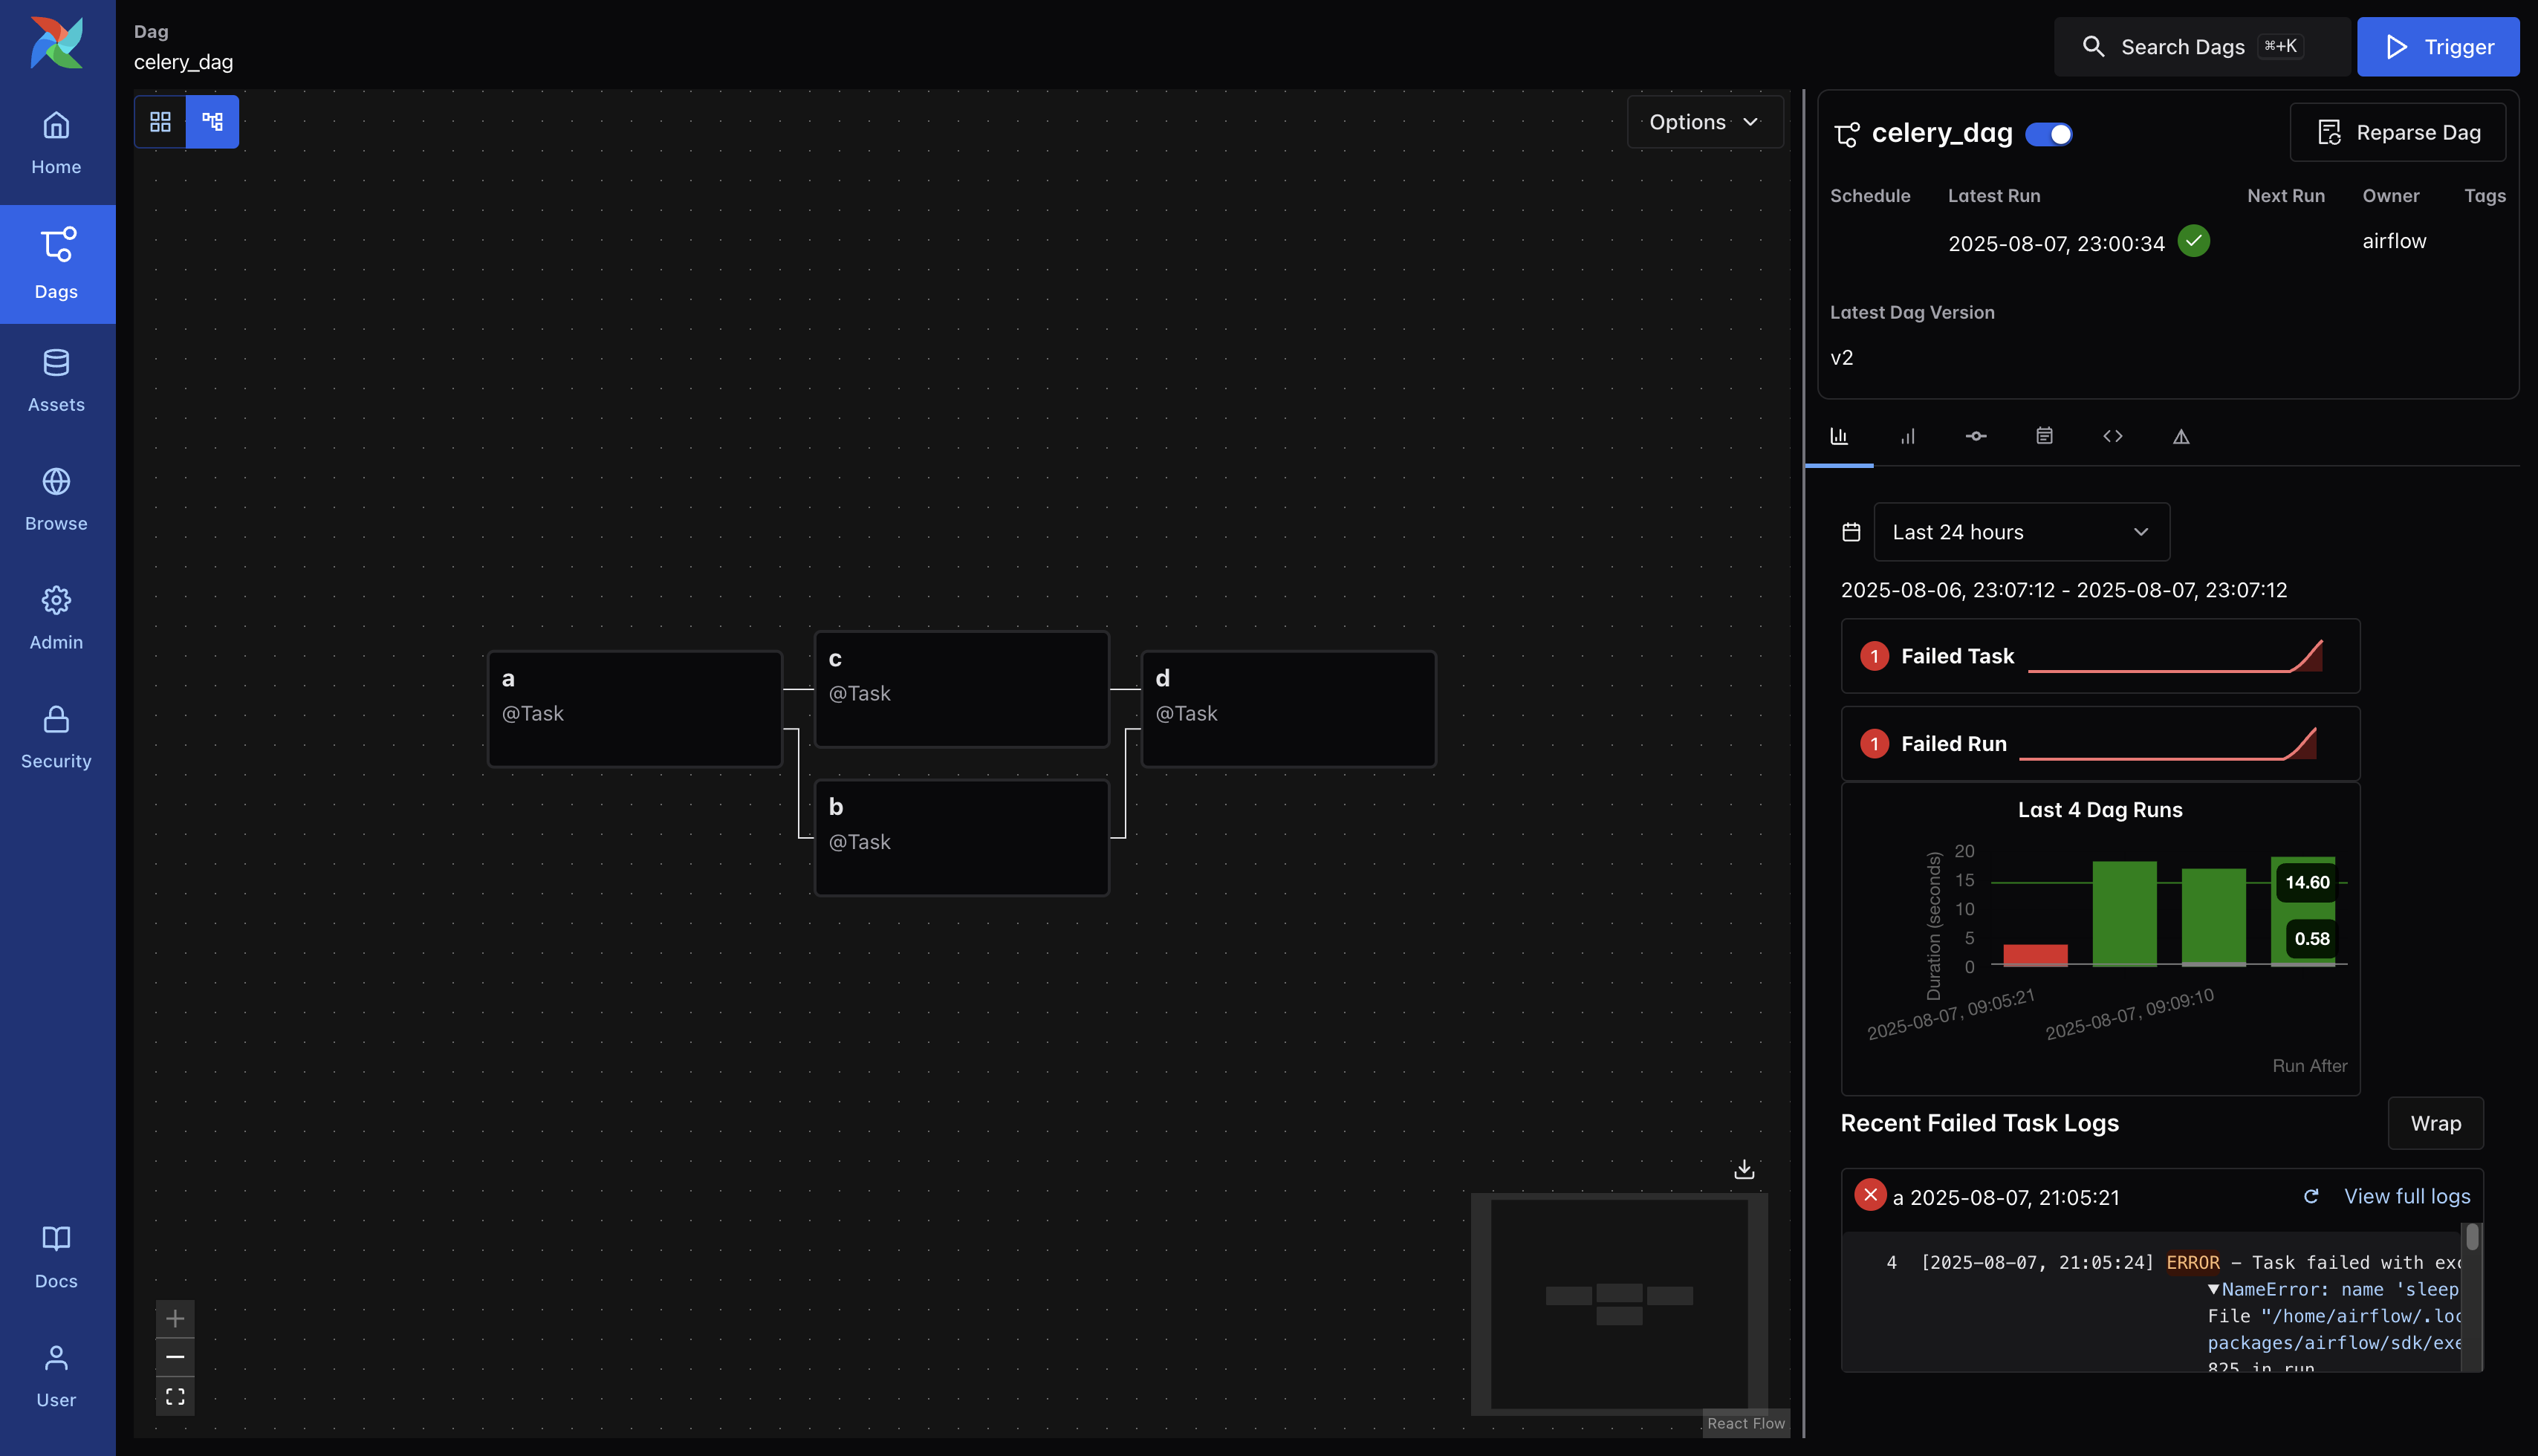 Dag
celery_dag
Search Dags ⌘+K
Trigger
Home
Dags
Assets
Browse
Admin
Security
Docs
User
Options
a
@Task
c
@Task
b
@Task
d
@Task
React Flow
celery_dag
Reparse Dag
Schedule
Latest Run
Next Run
Owner
Tags
2025-08-07, 23:00:34
airflow
Latest Dag Version
v2
Last 24 hours
2025-08-06, 23:07:12 - 2025-08-07, 23:07:12
1 Failed Task
1 Failed Run
Last 4 Dag Runs
Duration (seconds)
20
15
10
5
0
14.60
0.58
2025-08-07, 09:05:21
2025-08-07, 09:09:10
Run After
Recent Failed Task Logs
Wrap
a 2025-08-07, 21:05:21
View full logs
4 [2025-08-07, 21:05:24] ERROR - Task failed with exc
▼NameError: name 'sleep
File "/home/airflow/.loc
packages/airflow/sdk/exe
825 in run